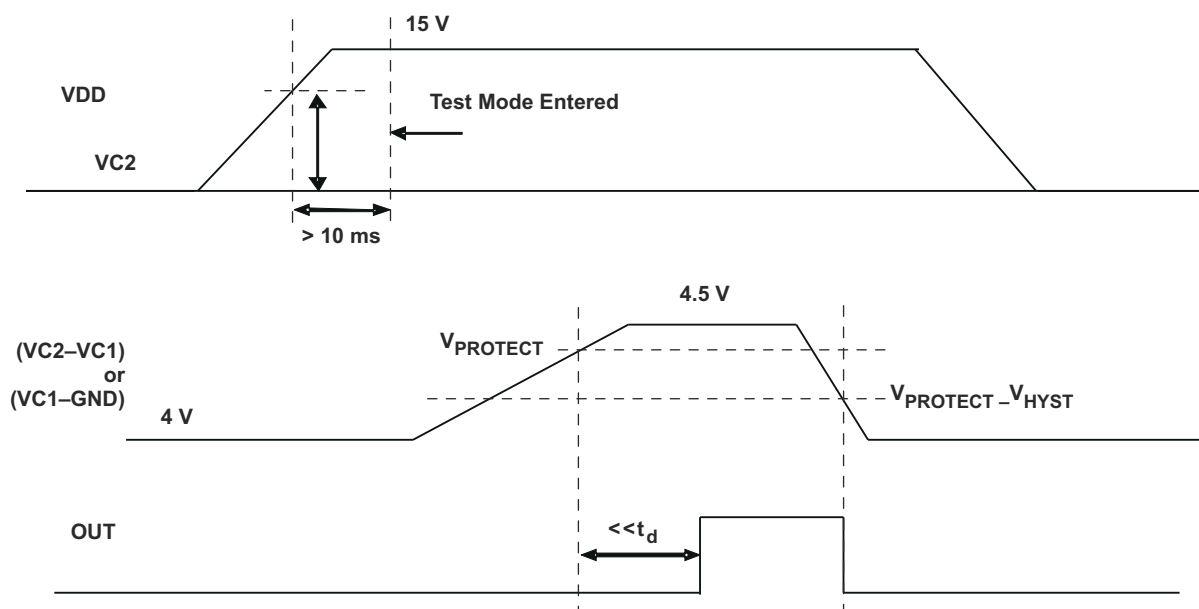 15 V
VDD
Test Mode Entered
VC2
> 10 ms
4.5 V
(VC2–VC1)
or
(VC1–GND)
VPROTECT
VPROTECT –VHYST
4 V
OUT
<<td